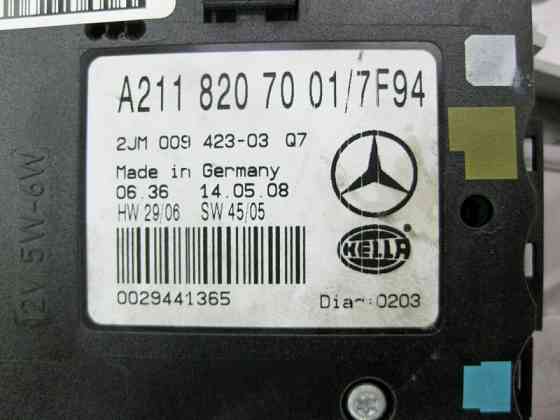 A211 820 70 01/7F94
2JM 009 423-03 Q7
Made in Germany
06.36 14.05.08
HW 29/06 SW 45/05
HELLA
0029441365
Diag:0203
12V 5W-6W